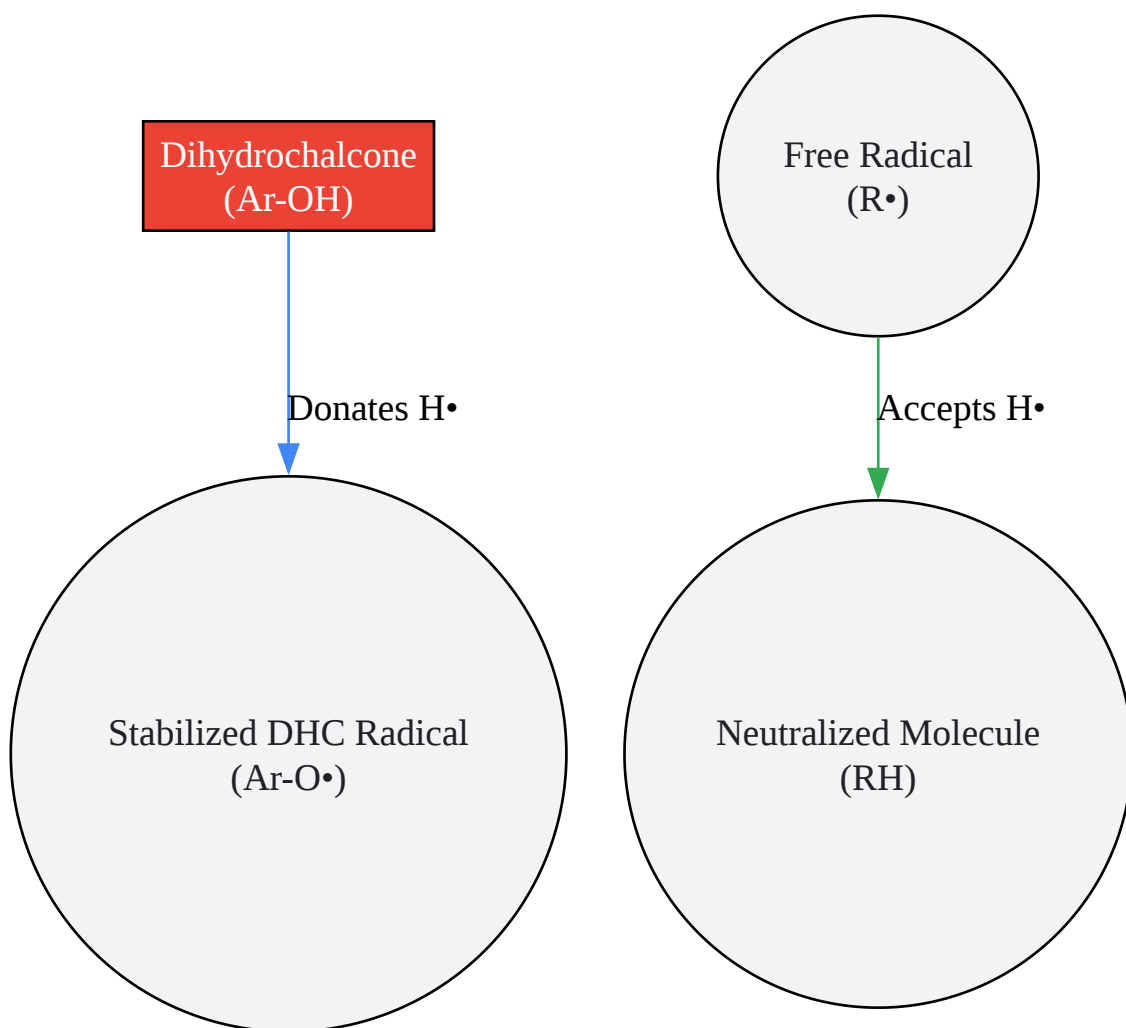 Dihydrochalcone
(Ar-OH)
Free Radical
(R•)
Donates H•
Accepts H•
Stabilized DHC Radical
(Ar-O•)
Neutralized Molecule
(RH)